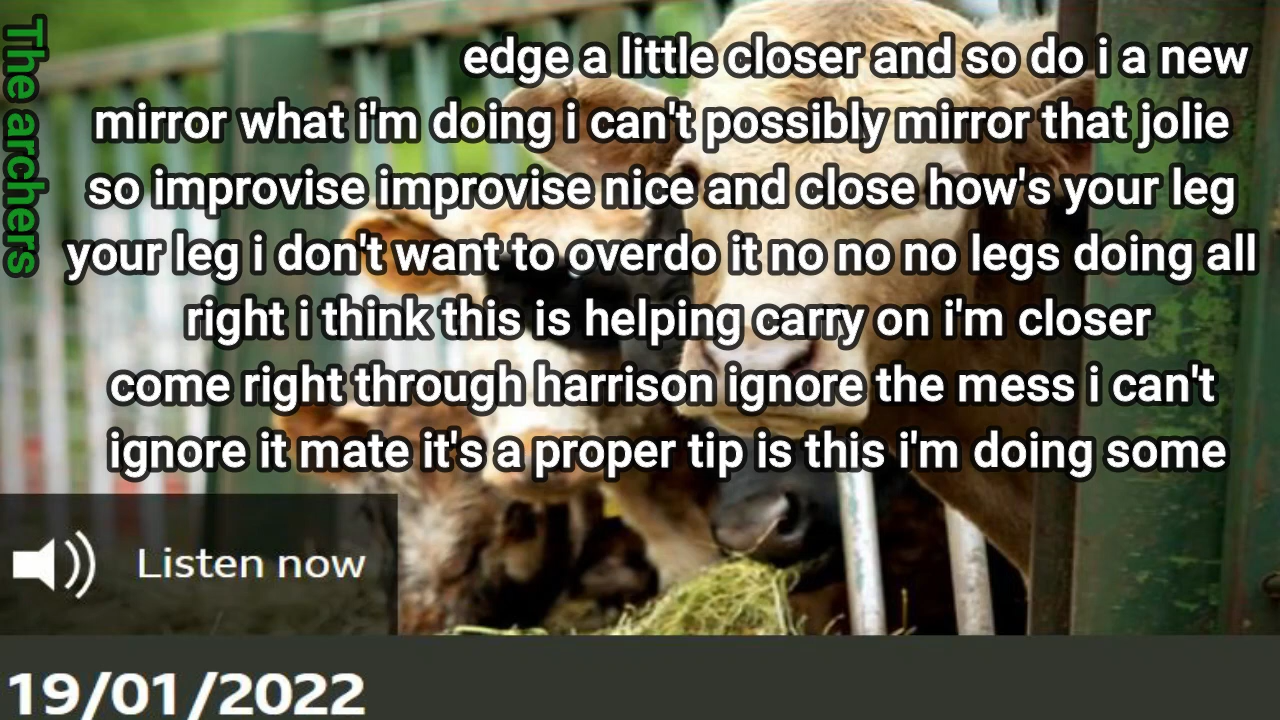 The archers
edge a little closer and so do i a new
mirror what i'm doing i can't possibly mirror that jolie
so improvise improvise nice and close how's your leg
your leg i don't want to overdo it no no no legs doing all
right i think this is helping carry on i'm closer
come right through harrison ignore the mess i can't
ignore it mate it's a proper tip is this i'm doing some
Listen now
19/01/2022